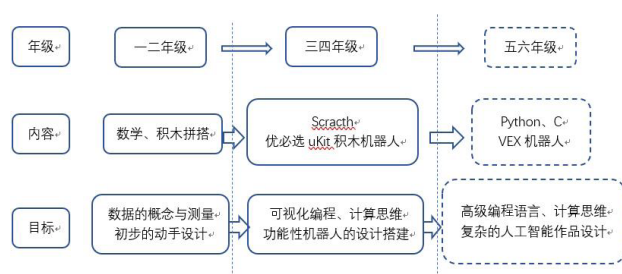 年级
一二年级
三四年级
五六年级
内容
数学、积木拼搭
Scracth
优必选 uKit 积木机器人
Python、C
VEX 机器人
目标
数据的概念与测量
初步的动手设计
可视化编程、计算思维
功能性机器人的设计搭建
高级编程语言、计算思维
复杂的人工智能作品设计